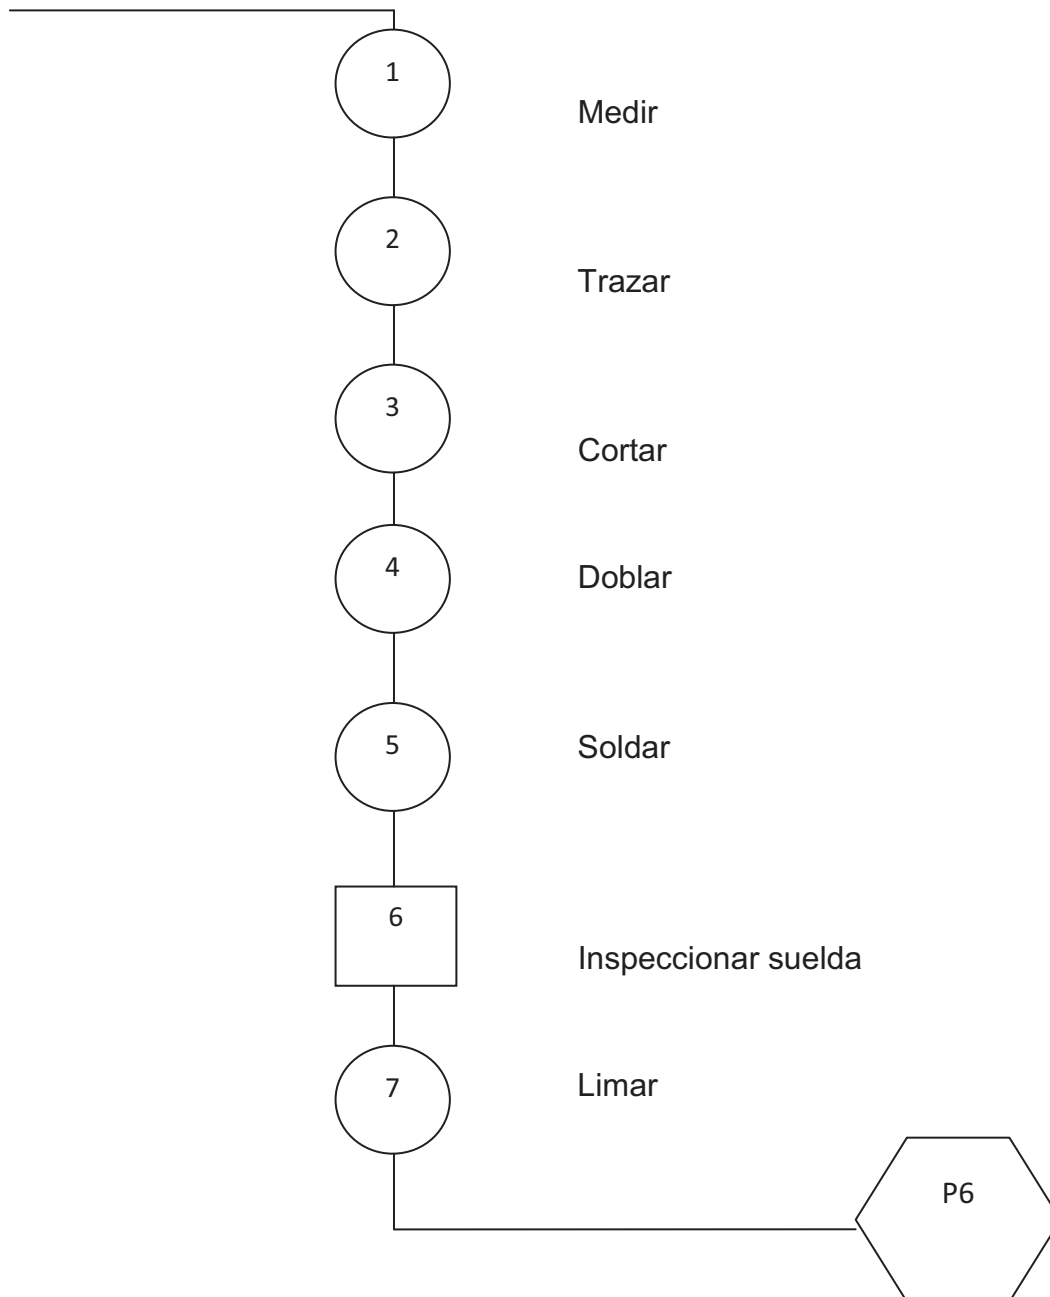 1
Medir
2
Trazar
3
Cortar
4
Doblar
5
Soldar
6
Inspeccionar suelda
7
Limar
P6